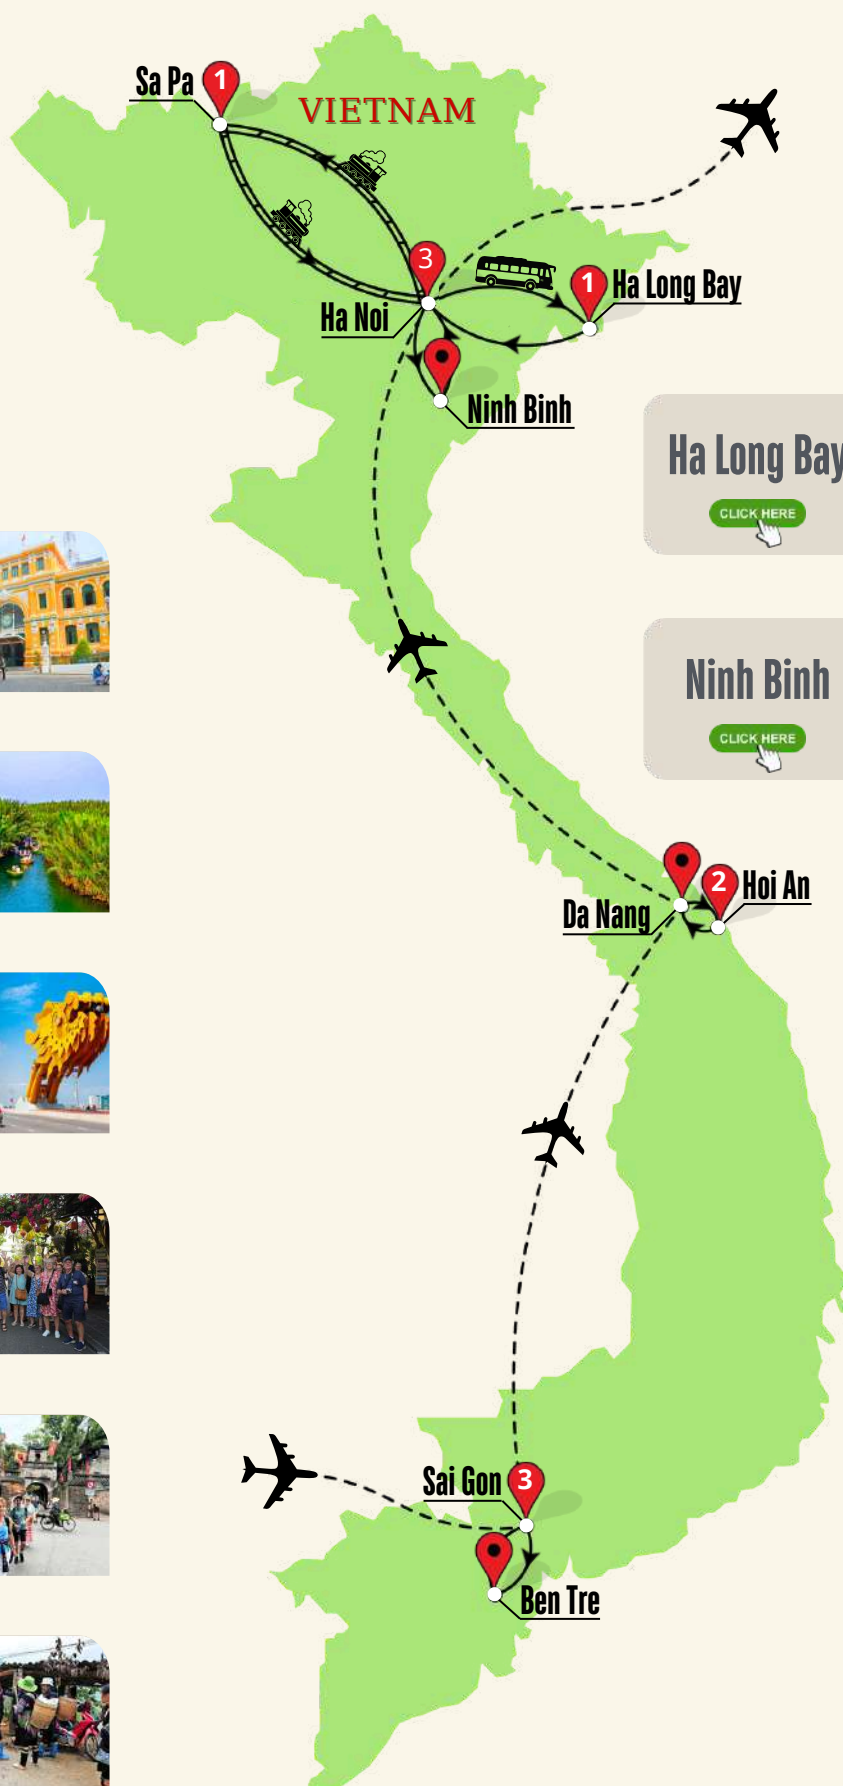 Sa Pa
1
VIETNAM
3
Ha Noi
1
Ha Long Bay
Ninh Binh
Ha Long Bay
CLICK HERE
Ninh Binh
CLICK HERE
2
Hoi An
Da Nang
Sai Gon
3
Ben Tre